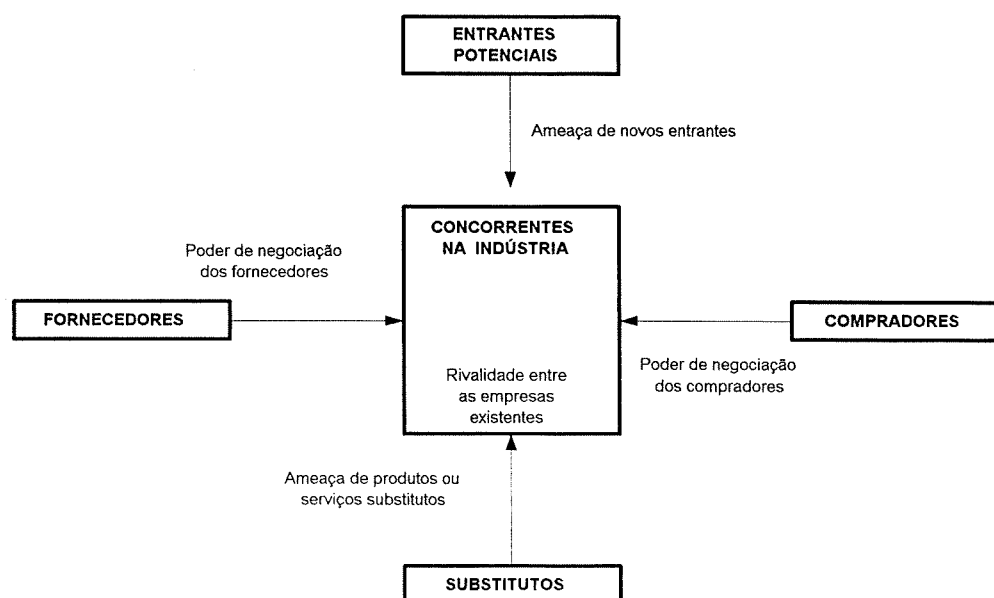 ENTRANTES
POTENCIAIS
Ameaça de novos entrantes
CONCORRENTES
NA INDÚSTRIA
Poder de negociação
dos fornecedores
FORNECEDORES
COMPRADORES
Poder de negociação
dos compradores
Rivalidade entre
as empresas
existentes
Ameaça de produtos ou
serviços substitutos
SUBSTITUTOS